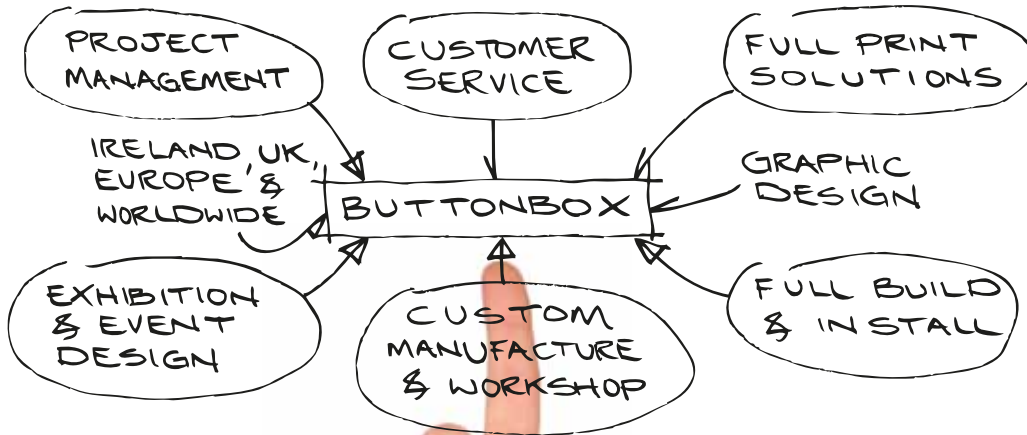 PROJECT
MANAGEMENT
CUSTOMER
SERVICE
FULL PRINT
SOLUTIONS
IRELAND, UK,
EUROPE &
WORLDWIDE
BUTTONBOX
GRAPHIC
DESIGN
EXHIBITION
& EVENT
DESIGN
CUSTOM
MANUFACTURE
& WORKSHOP
FULL BUILD
& INSTALL